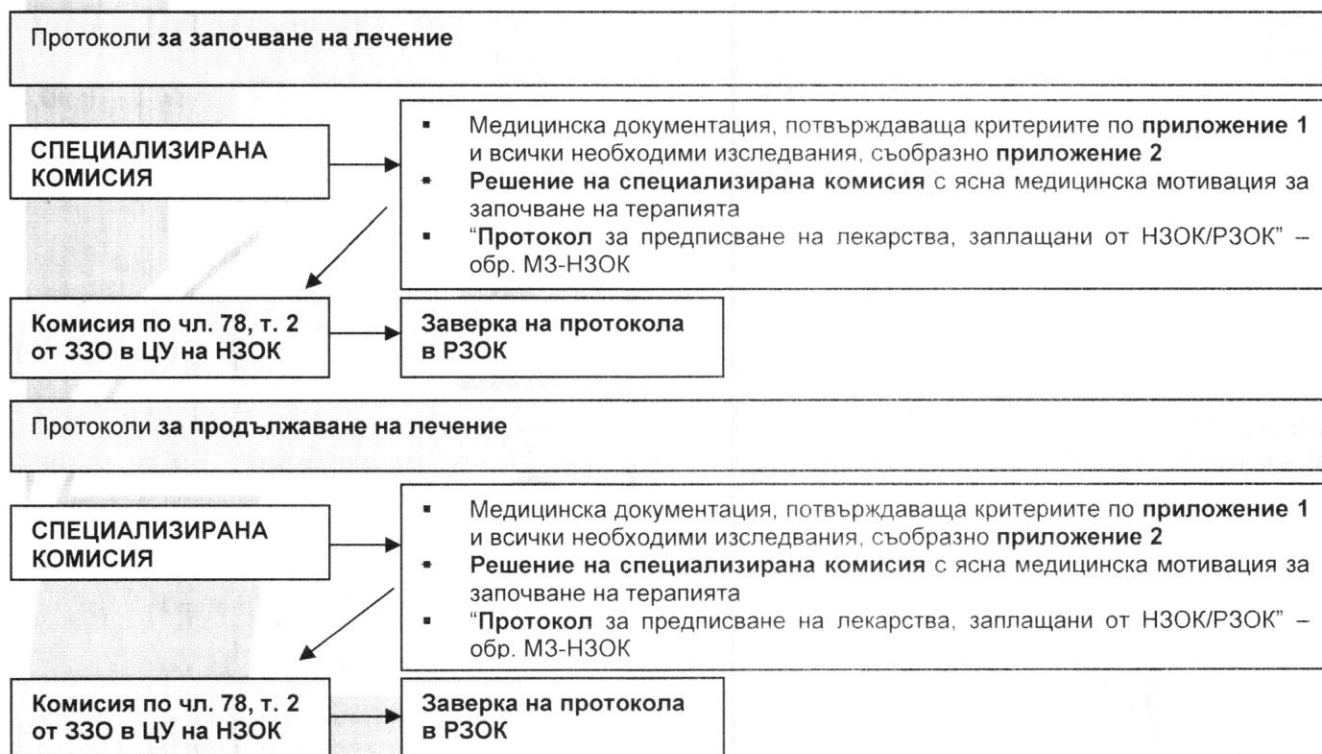 Протоколи за започване на лечение
СПЕЦИАЛИЗИРАНА
КОМИСИЯ
▪ Медицинска документация, потвърждаваща критериите по приложение 1
и всички необходими изследвания, съобразно приложение 2
▪ Решение на специализирана комисия с ясна медицинска мотивация за
започване на терапията
▪ “Протокол за предписване на лекарства, заплащани от НЗОК/РЗОК” –
обр. МЗ-НЗОК
Комисия по чл. 78, т. 2
от ЗЗО в ЦУ на НЗОК
Заверка на протокола
в РЗОК
Протоколи за продължаване на лечение
СПЕЦИАЛИЗИРАНА
КОМИСИЯ
▪ Медицинска документация, потвърждаваща критериите по приложение 1
и всички необходими изследвания, съобразно приложение 2
▪ Решение на специализирана комисия с ясна медицинска мотивация за
започване на терапията
▪ “Протокол за предписване на лекарства, заплащани от НЗОК/РЗОК” –
обр. МЗ-НЗОК
Комисия по чл. 78, т. 2
от ЗЗО в ЦУ на НЗОК
Заверка на протокола
в РЗОК